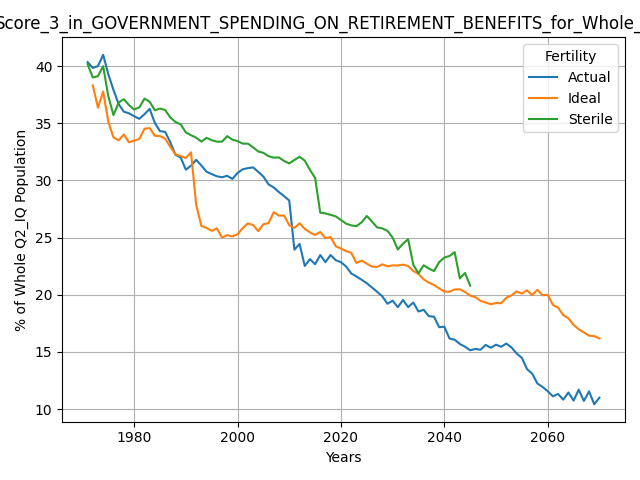 Score_3_in_GOVERNMENT_SPENDING_ON_RETIREMENT_BENEFITS_for_Whole_
Fertility
Actual
Ideal
Sterile
% of Whole Q2_IQ Population
40
35
30
25
20
15
10
1980
2000
2020
2040
2060
Years